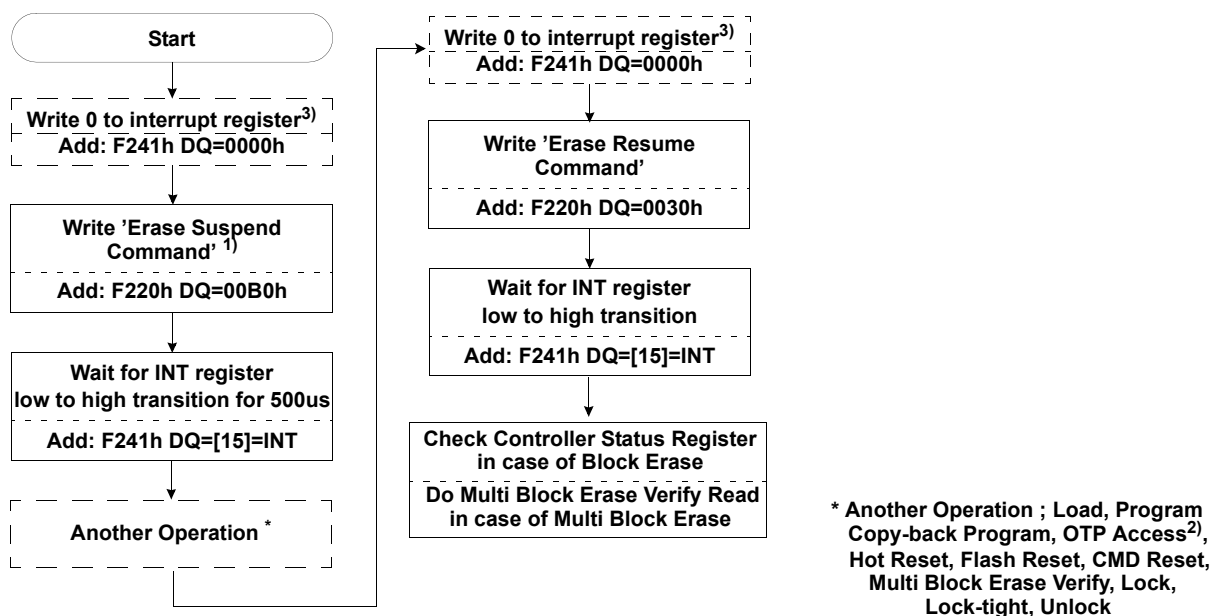 Start
Write 0 to interrupt register3)
Add: F241h DQ=0000h
Write ’Erase Suspend
Command’ 1)
Add: F220h DQ=00B0h
Wait for INT register
low to high transition for 500us
Add: F241h DQ=[15]=INT
Another Operation *
Write 0 to interrupt register3)
Add: F241h DQ=0000h
Write ’Erase Resume
Command’
Add: F220h DQ=0030h
Wait for INT register
low to high transition
Add: F241h DQ=[15]=INT
Check Controller Status Register
in case of Block Erase
Do Multi Block Erase Verify Read
in case of Multi Block Erase
* Another Operation ; Load, Program
Copy-back Program, OTP Access2),
Hot Reset, Flash Reset, CMD Reset,
Multi Block Erase Verify, Lock,
Lock-tight, Unlock